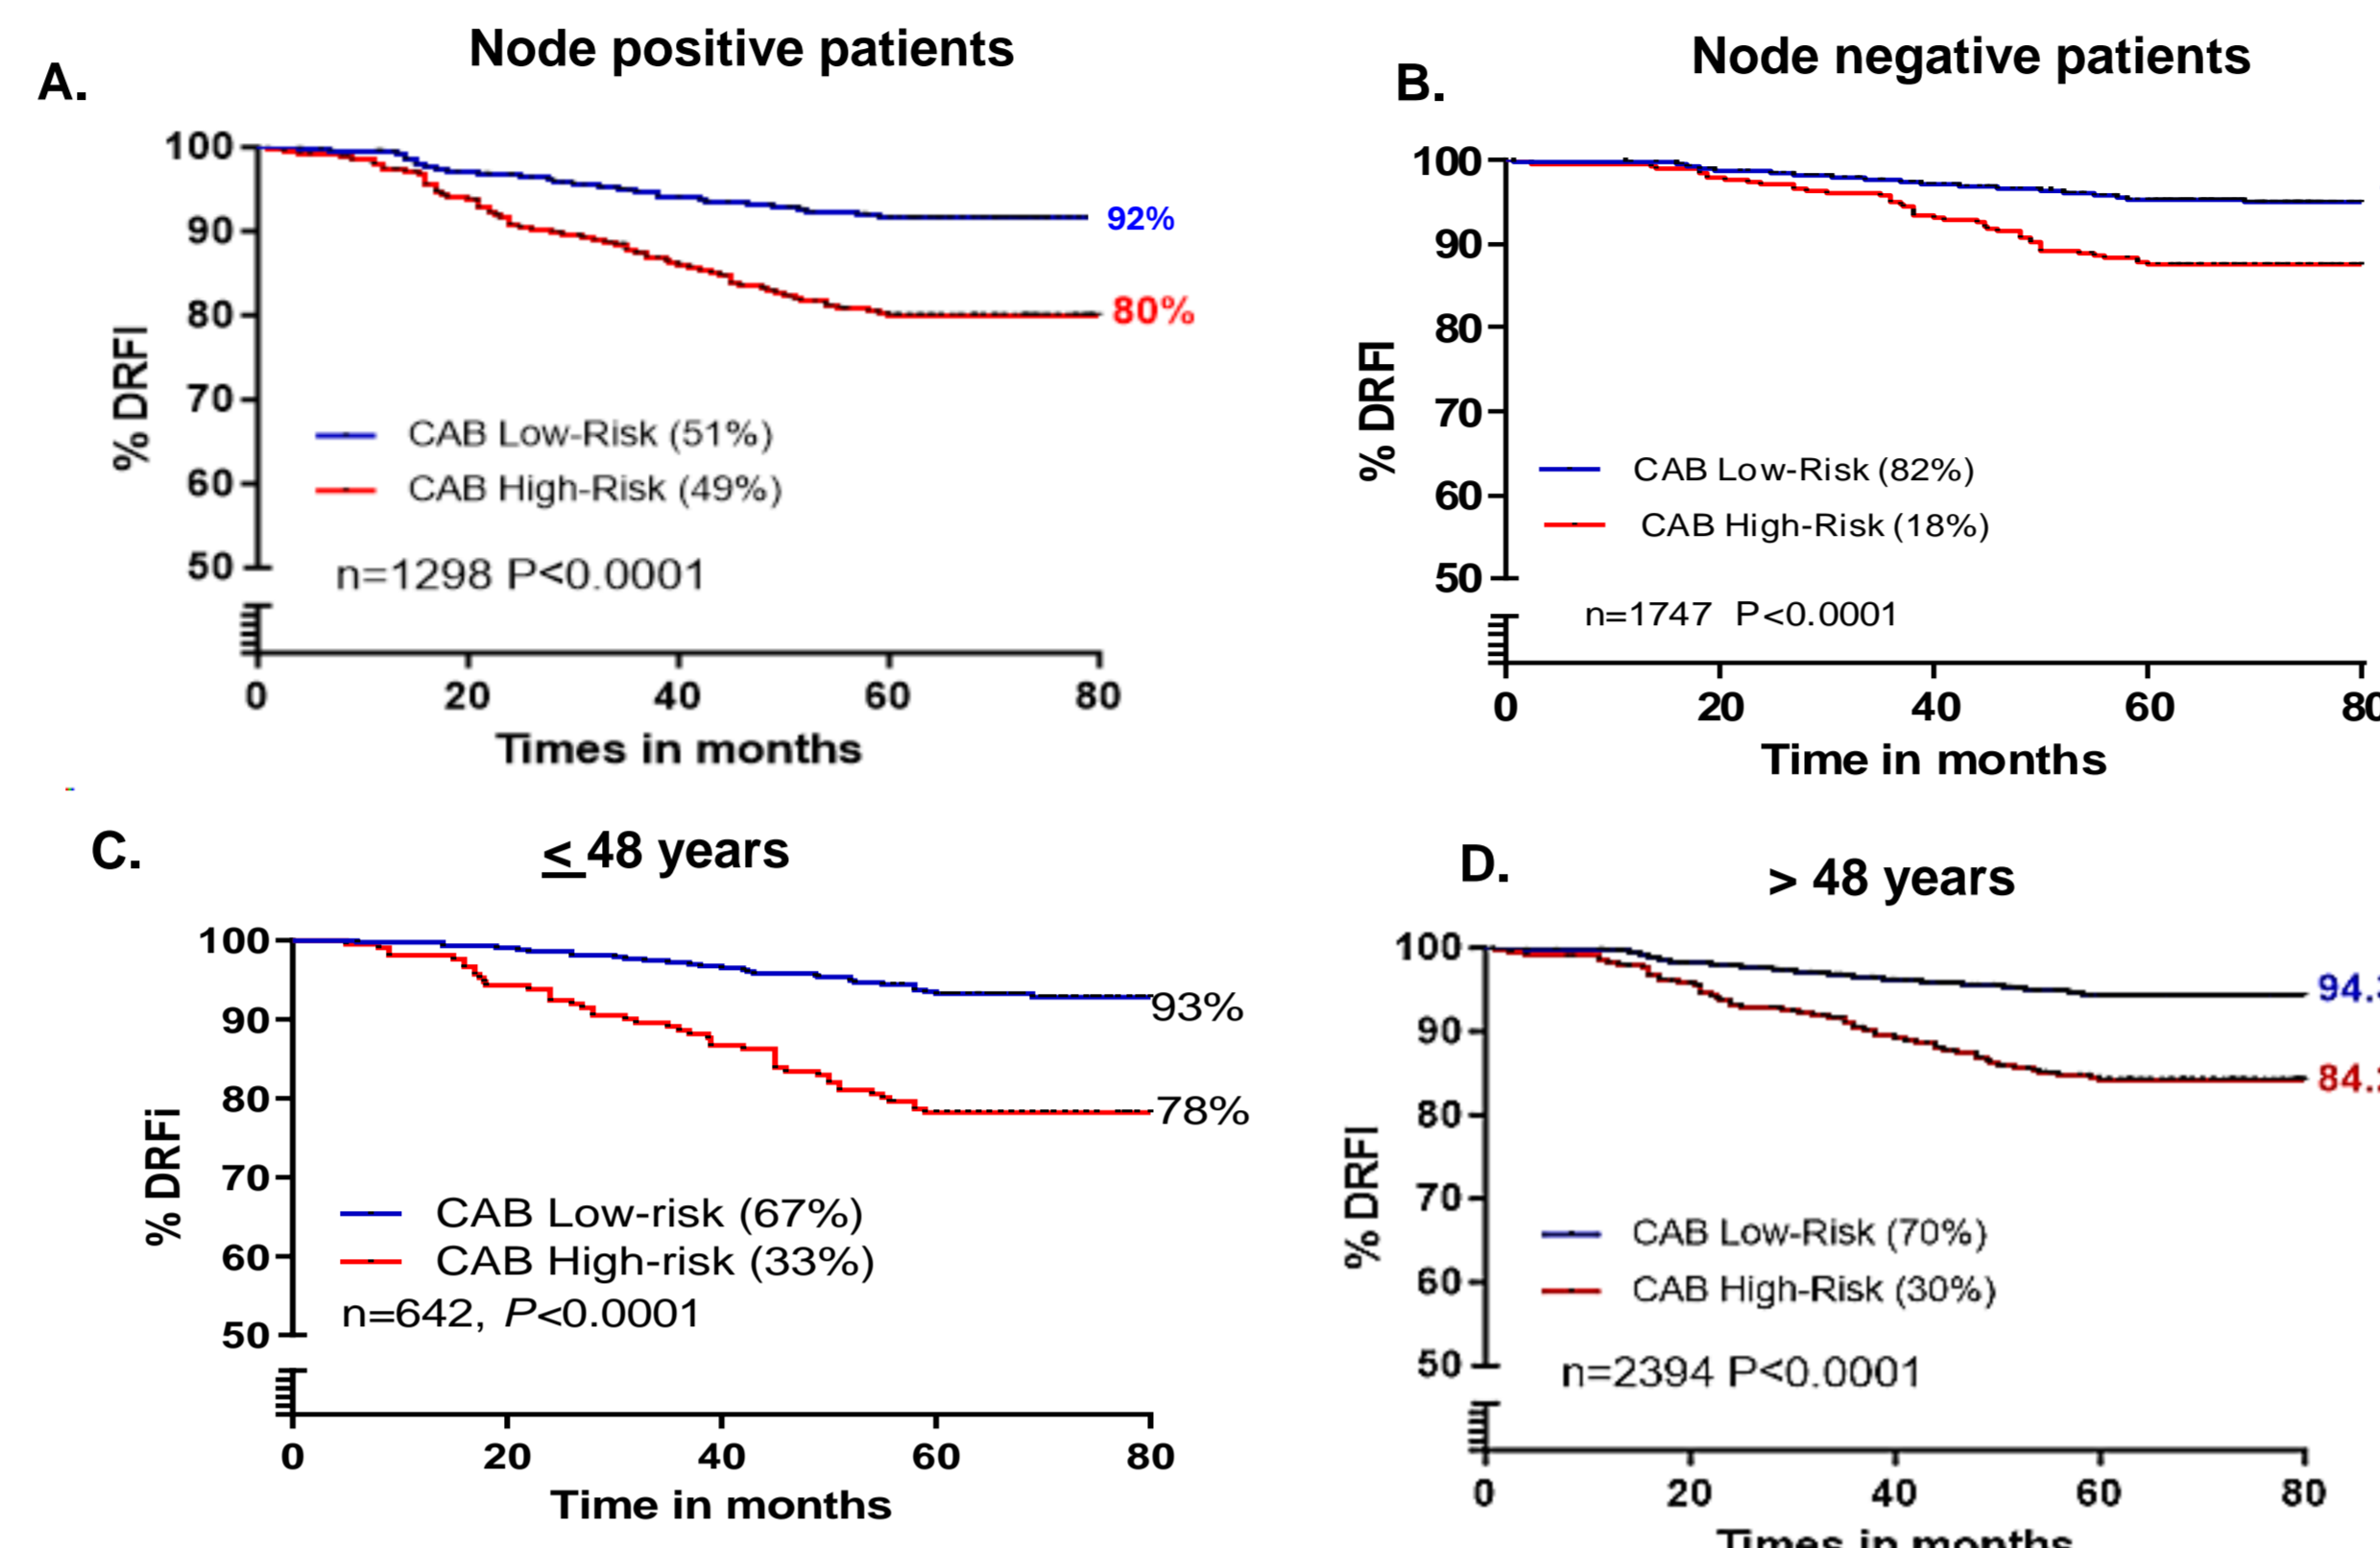 Node positive patients
A.
100
90
80
70
60
50
% DRFI
92%
80%
CAB Low-Risk (51%)
CAB High-Risk (49%)
n=1298 P<0.0001
0 20 40 60 80
Times in months
Node negative patients
B.
100
90
80
70
60
50
% DRFI
CAB Low-Risk (82%)
CAB High-Risk (18%)
n=1747 P<0.0001
0 20 40 60 80
Time in months
C.
≤ 48 years
100
90
80
70
60
50
% DRFi
93%
78%
CAB Low-risk (67%)
CAB High-risk (33%)
n=642, P<0.0001
0 20 40 60 80
Time in months
D.
> 48 years
100
90
80
70
60
50
% DRFI
94.
84.
CAB Low-Risk (70%)
CAB High-Risk (30%)
n=2394 P<0.0001
0 20 40 60 80
Times in months